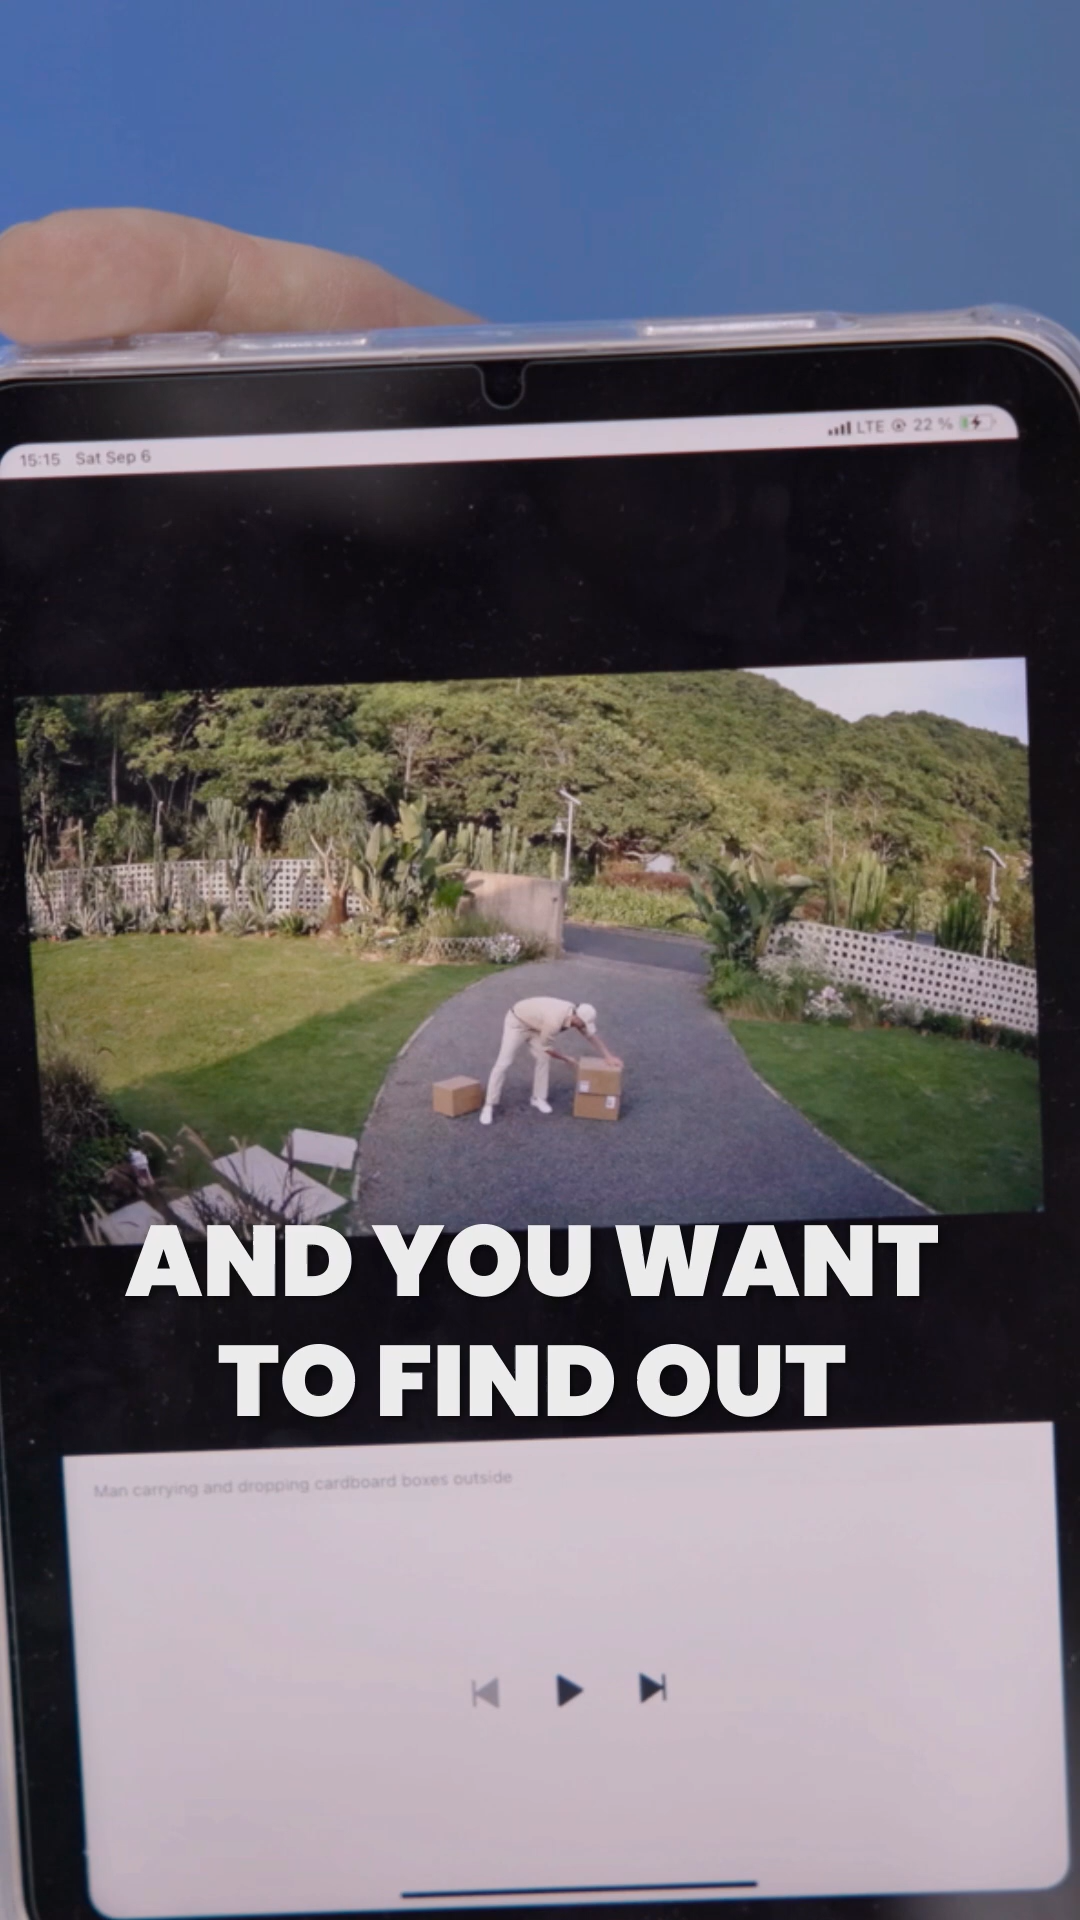 15:15 Sat Sep 6
LTE 22 %
AND YOU WANT
TO FIND OUT
Man carrying and dropping cardboard boxes outside